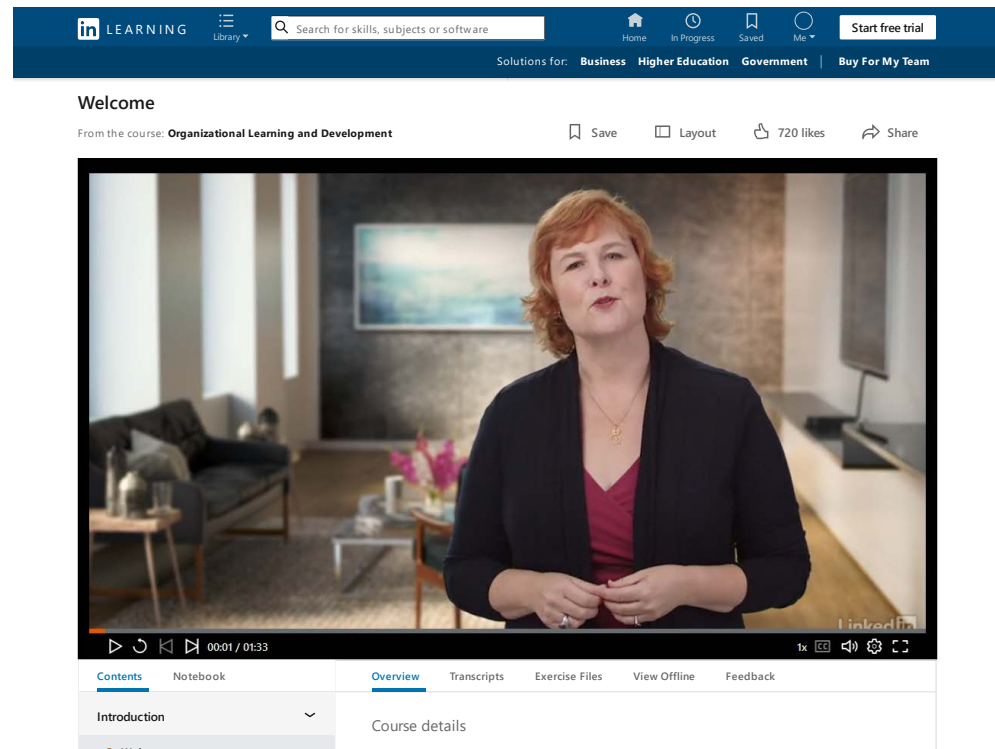 in LEARNING
Library
Search for skills, subjects or software
Home
In Progress
Saved
Me
Start free trial
Solutions for: Business Higher Education Government | Buy For My Team
Welcome
From the course: Organizational Learning and Development
Save
Layout
720 likes
Share
Linked in
00:01 / 01:33
1x
CC
Contents
Notebook
Overview
Transcripts
Exercise Files
View Offline
Feedback
Introduction
Course details